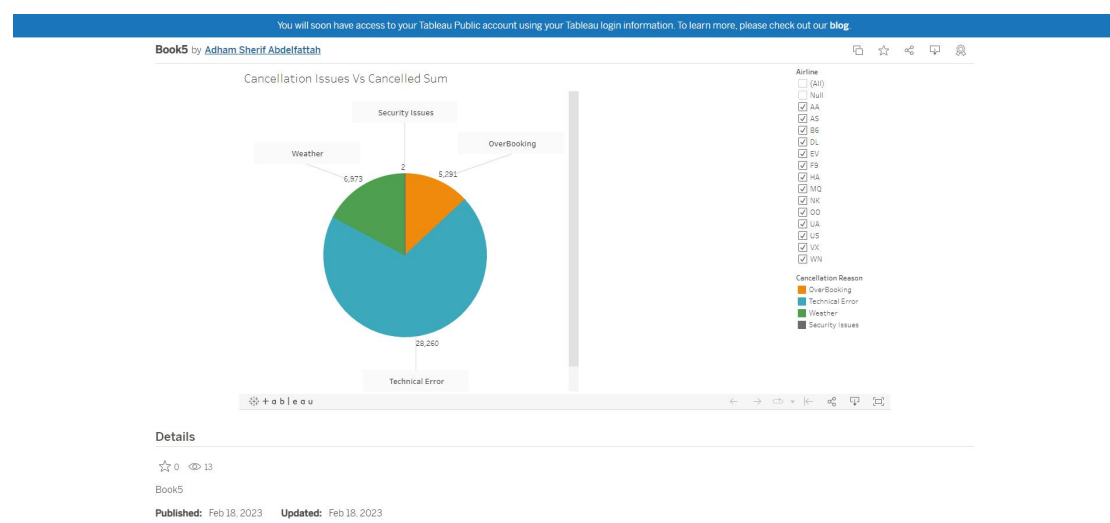 You will soon have access to your Tableau Public account using your Tableau login information. To learn more, please check out our blog.
Book5 by Adham Sherif Abdelfattah
Cancellation Issues Vs Cancelled Sum
Security Issues
OverBooking
Weather
2
5,291
6,973
28,260
Technical Error
Airline
(All)
Null
AA
AS
B6
DL
EV
F9
HA
MQ
NK
OO
UA
US
VX
WN
Cancellation Reason
OverBooking
Technical Error
Weather
Security Issues
+ a b | e a u
Details
0 13
Book5
Published: Feb 18, 2023 Updated: Feb 18, 2023